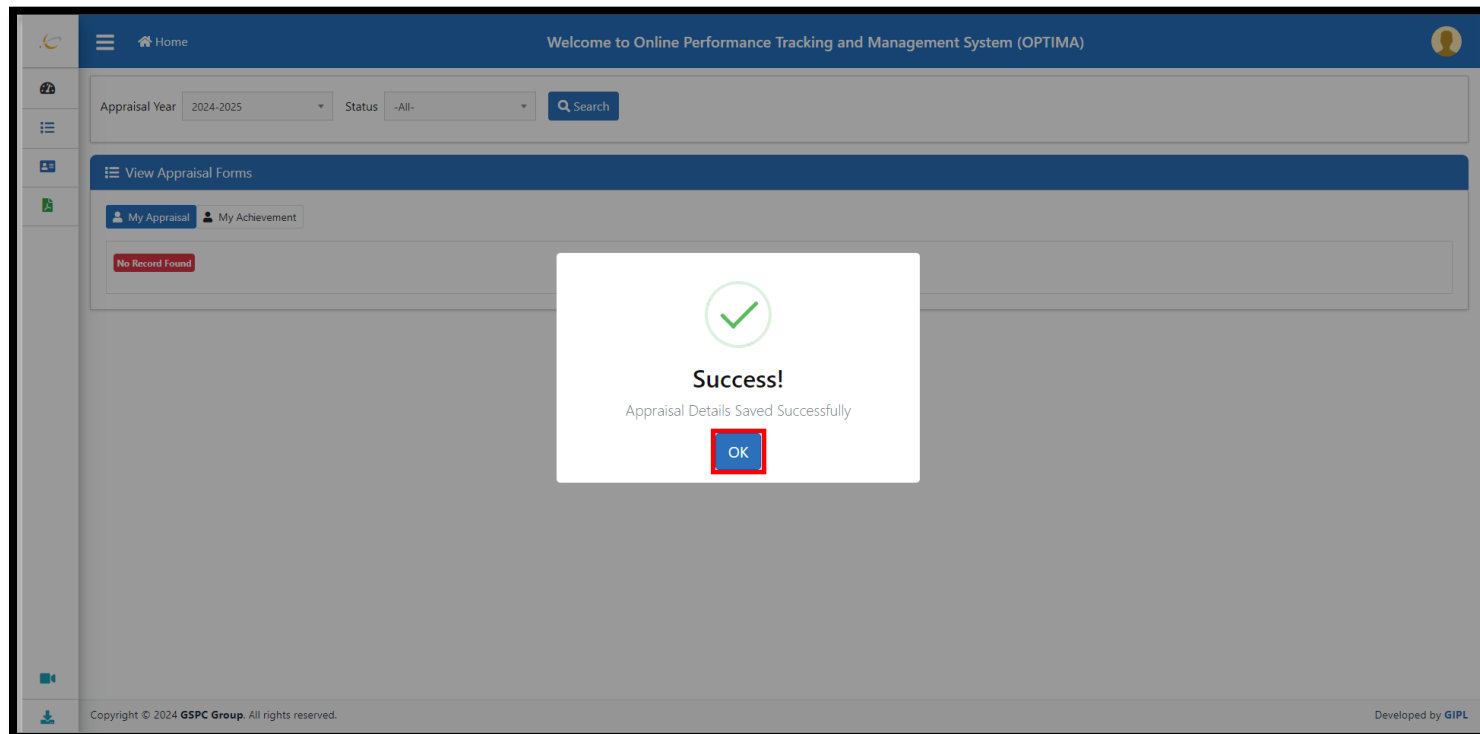 Home
Welcome to Online Performance Tracking and Management System (OPTIMA)
Appraisal Year 2024-2025 Status -All- Search
View Appraisal Forms
My Appraisal My Achievement
No Record Found
Success!
Appraisal Details Saved Successfully
OK
Copyright © 2024 GSPC Group. All rights reserved. Developed by GIPL